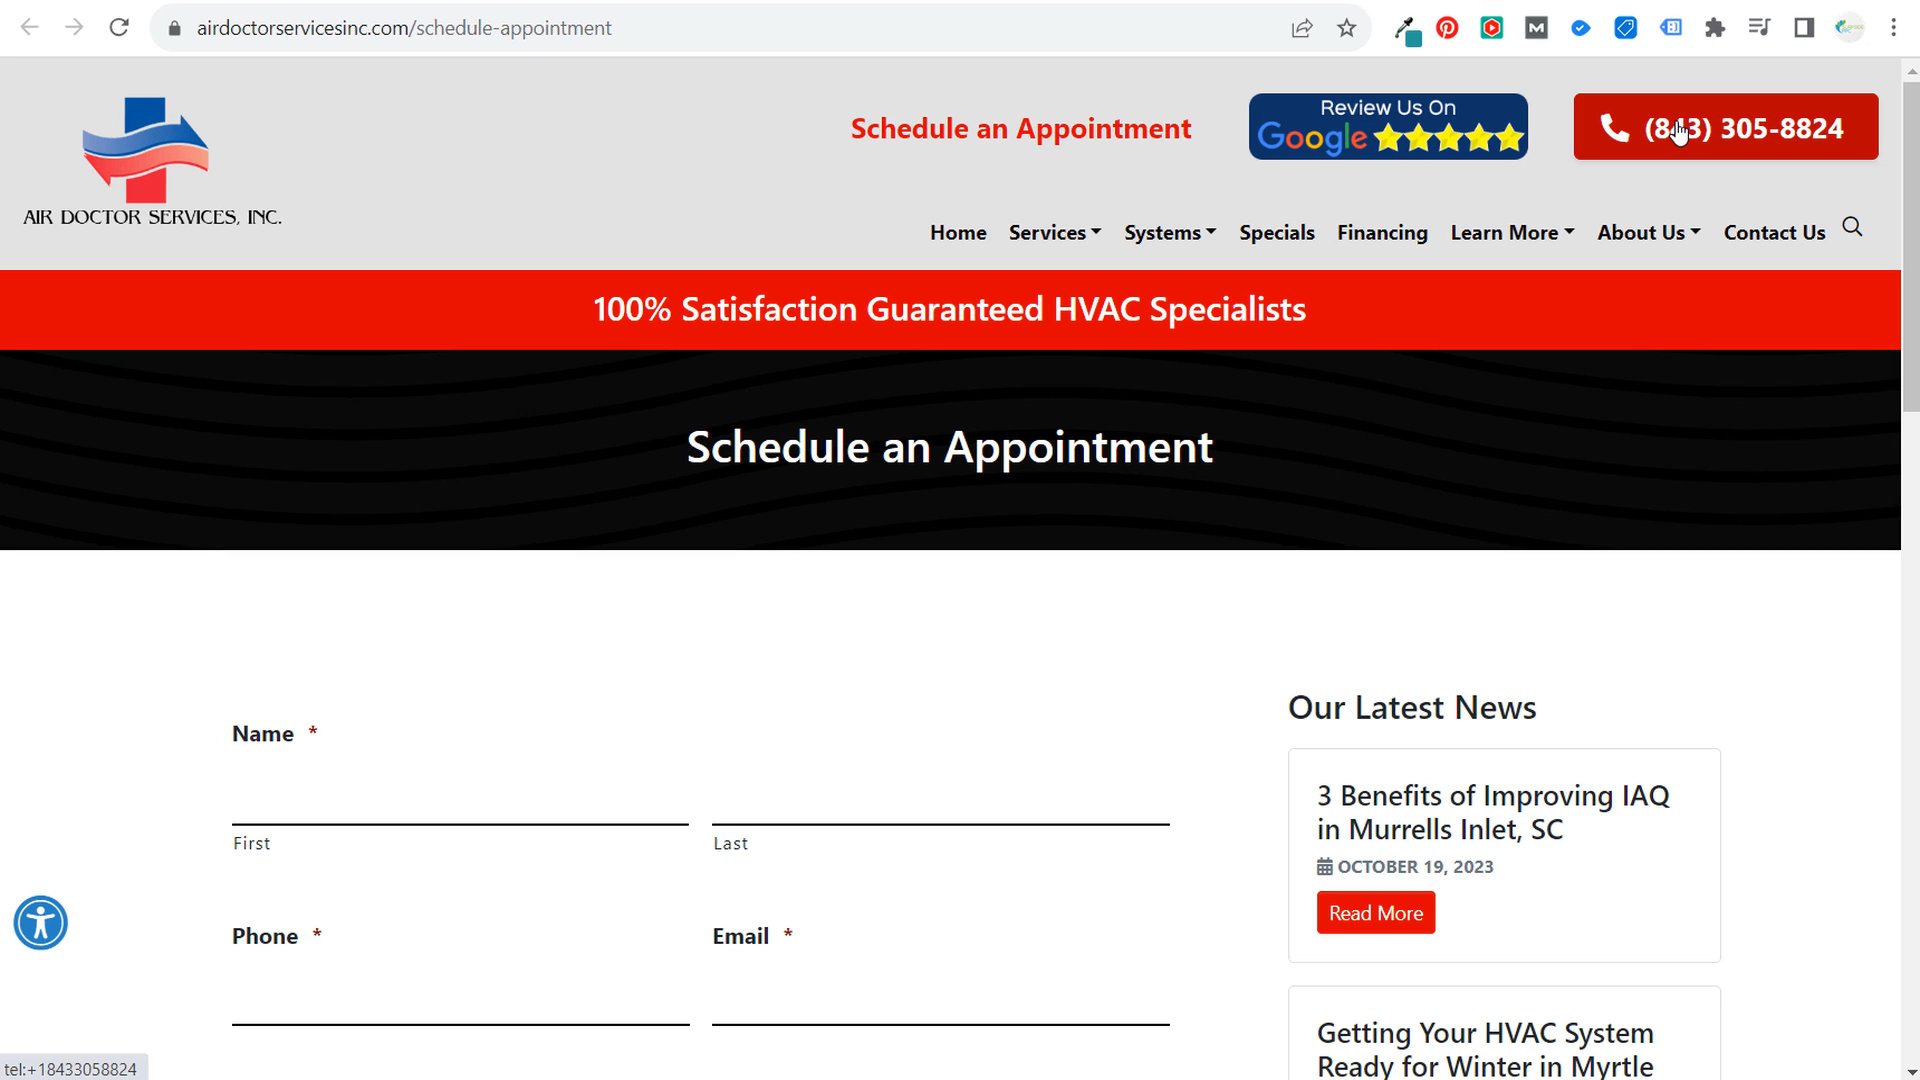 airdoctorservicesinc.com/schedule-appointment
AIR DOCTOR SERVICES, INC.
Schedule an Appointment
Review Us On
Google
(843) 305-8824
Home Services Systems Specials Financing Learn More About Us Contact Us
100% Satisfaction Guaranteed HVAC Specialists
Schedule an Appointment
Name *
First Last
Phone * Email *
Our Latest News
3 Benefits of Improving IAQ
in Murrells Inlet, SC
OCTOBER 19, 2023
Read More
Getting Your HVAC System
Ready for Winter in Myrtle
tel:+18433058824